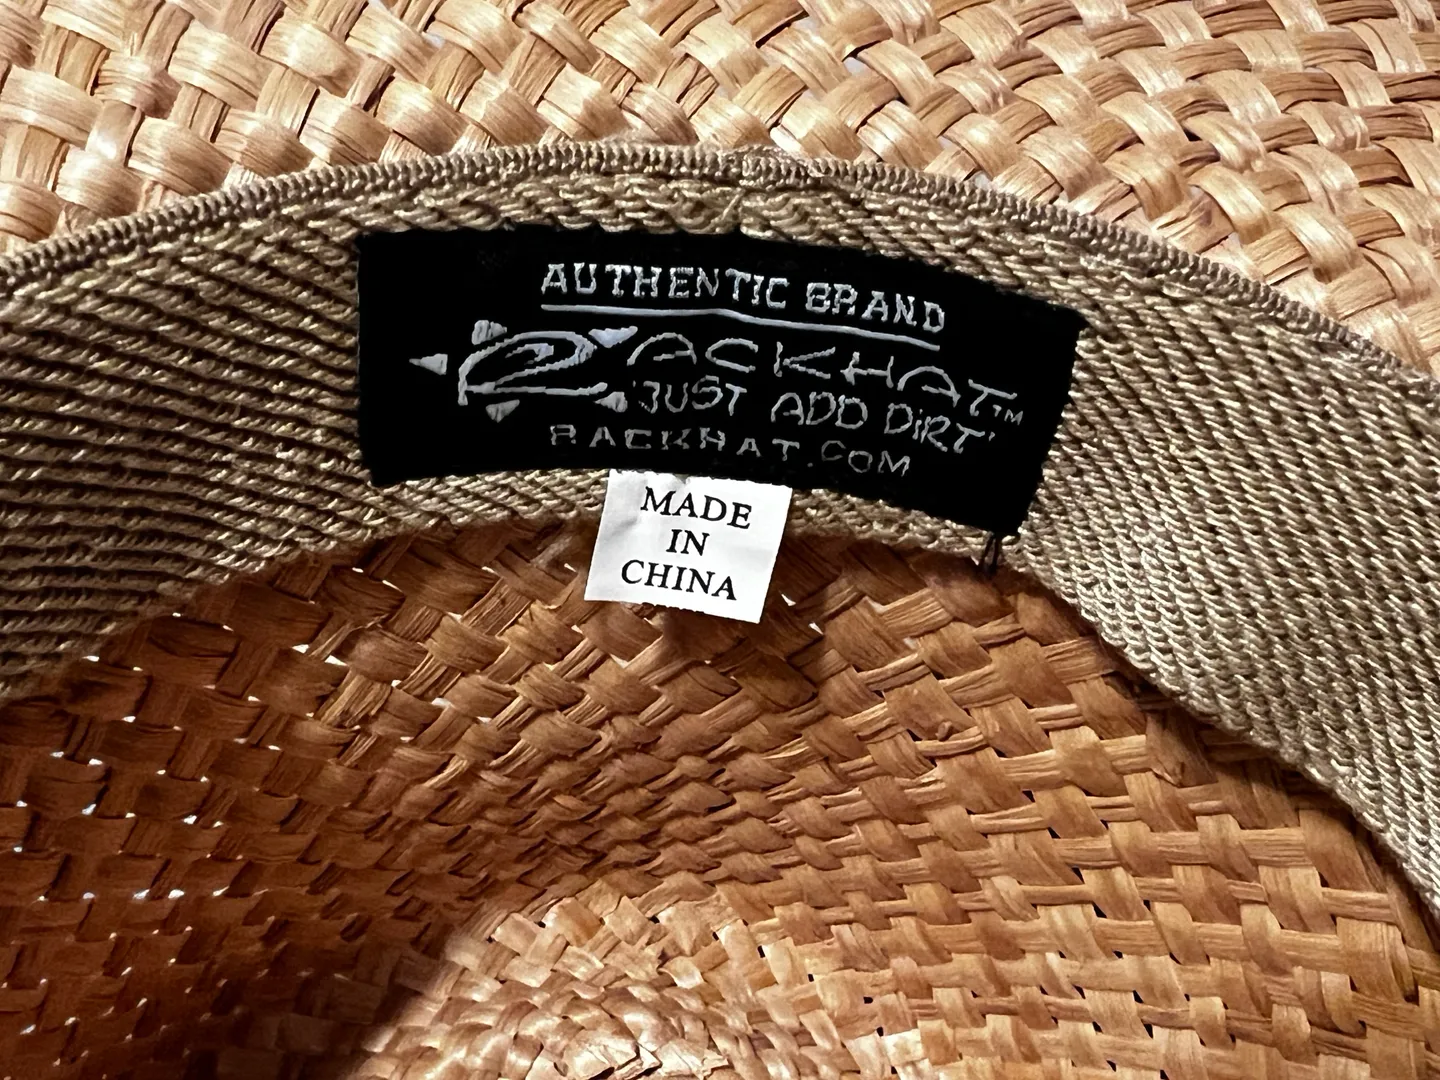 AUTHENTIC BRAND
RACKHAT™
'JUST ADD DIRT'
RACKHAT.COM
MADE
IN
CHINA